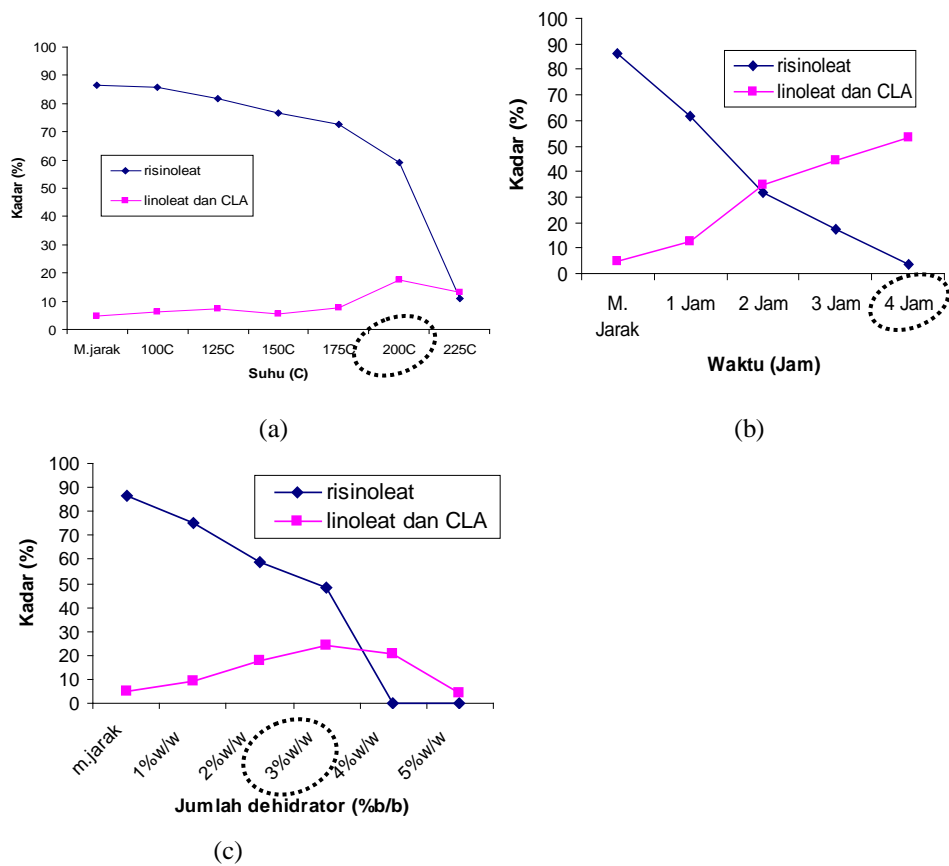 100
90
80
70
60
50
40
30
20
10
0
Kadar (%)
risinoleat
linoleat dan CLA
M.jarak 100C 125C 150C 175C 200C 225C
Suhu (C)
(a)
100
90
80
70
60
50
40
30
20
10
0
Kadar (%)
risinoleat
linoleat dan CLA
M. 1 Jam 2 Jam 3 Jam 4 Jam
Jarak
Waktu (Jam)
(b)
100
90
80
70
60
50
40
30
20
10
0
Kadar (%)
risinoleat
linoleat dan CLA
m.jarak 1%w/w 2%w/w 3%w/w 4%w/w 5%w/w
Jumlah dehidrator (%b/b)
(c)